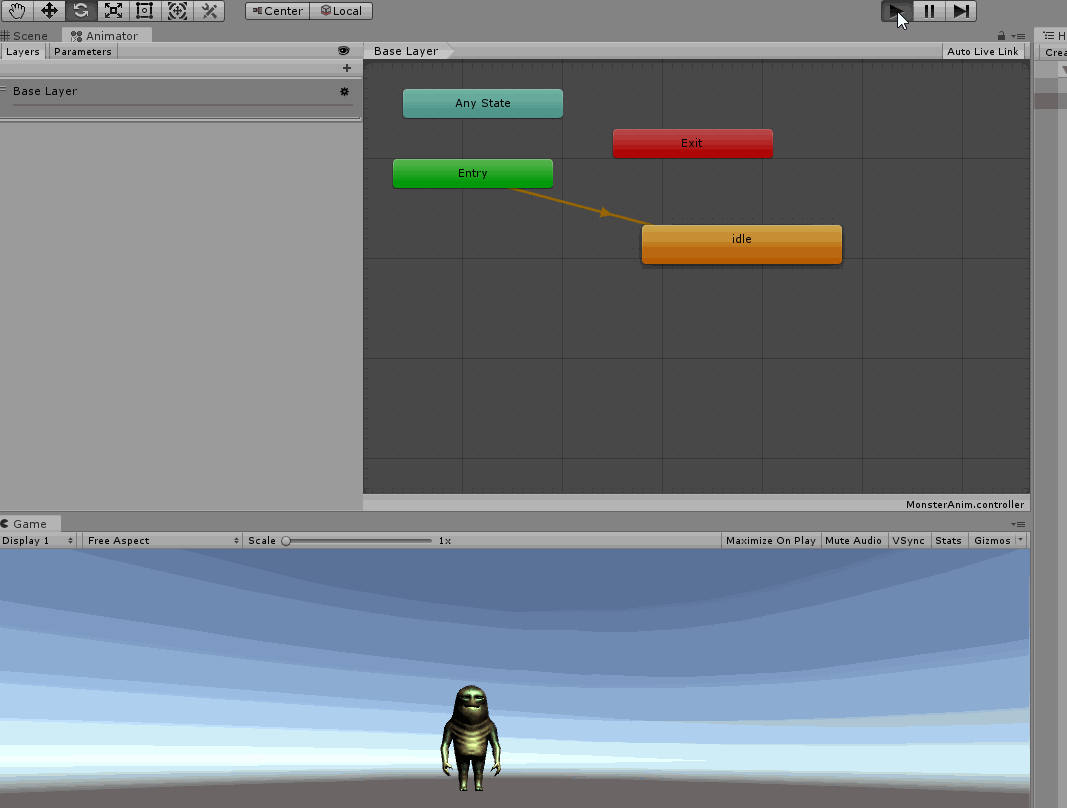 Center Local
Scene Animator H
Layers Parameters Base Layer Auto Live Link Crea
+
Base Layer
Any State
Exit
Entry
idle
MonsterAnim.controller
Game
Display 1 Free Aspect Scale 1x Maximize On Play Mute Audio VSync Stats Gizmos